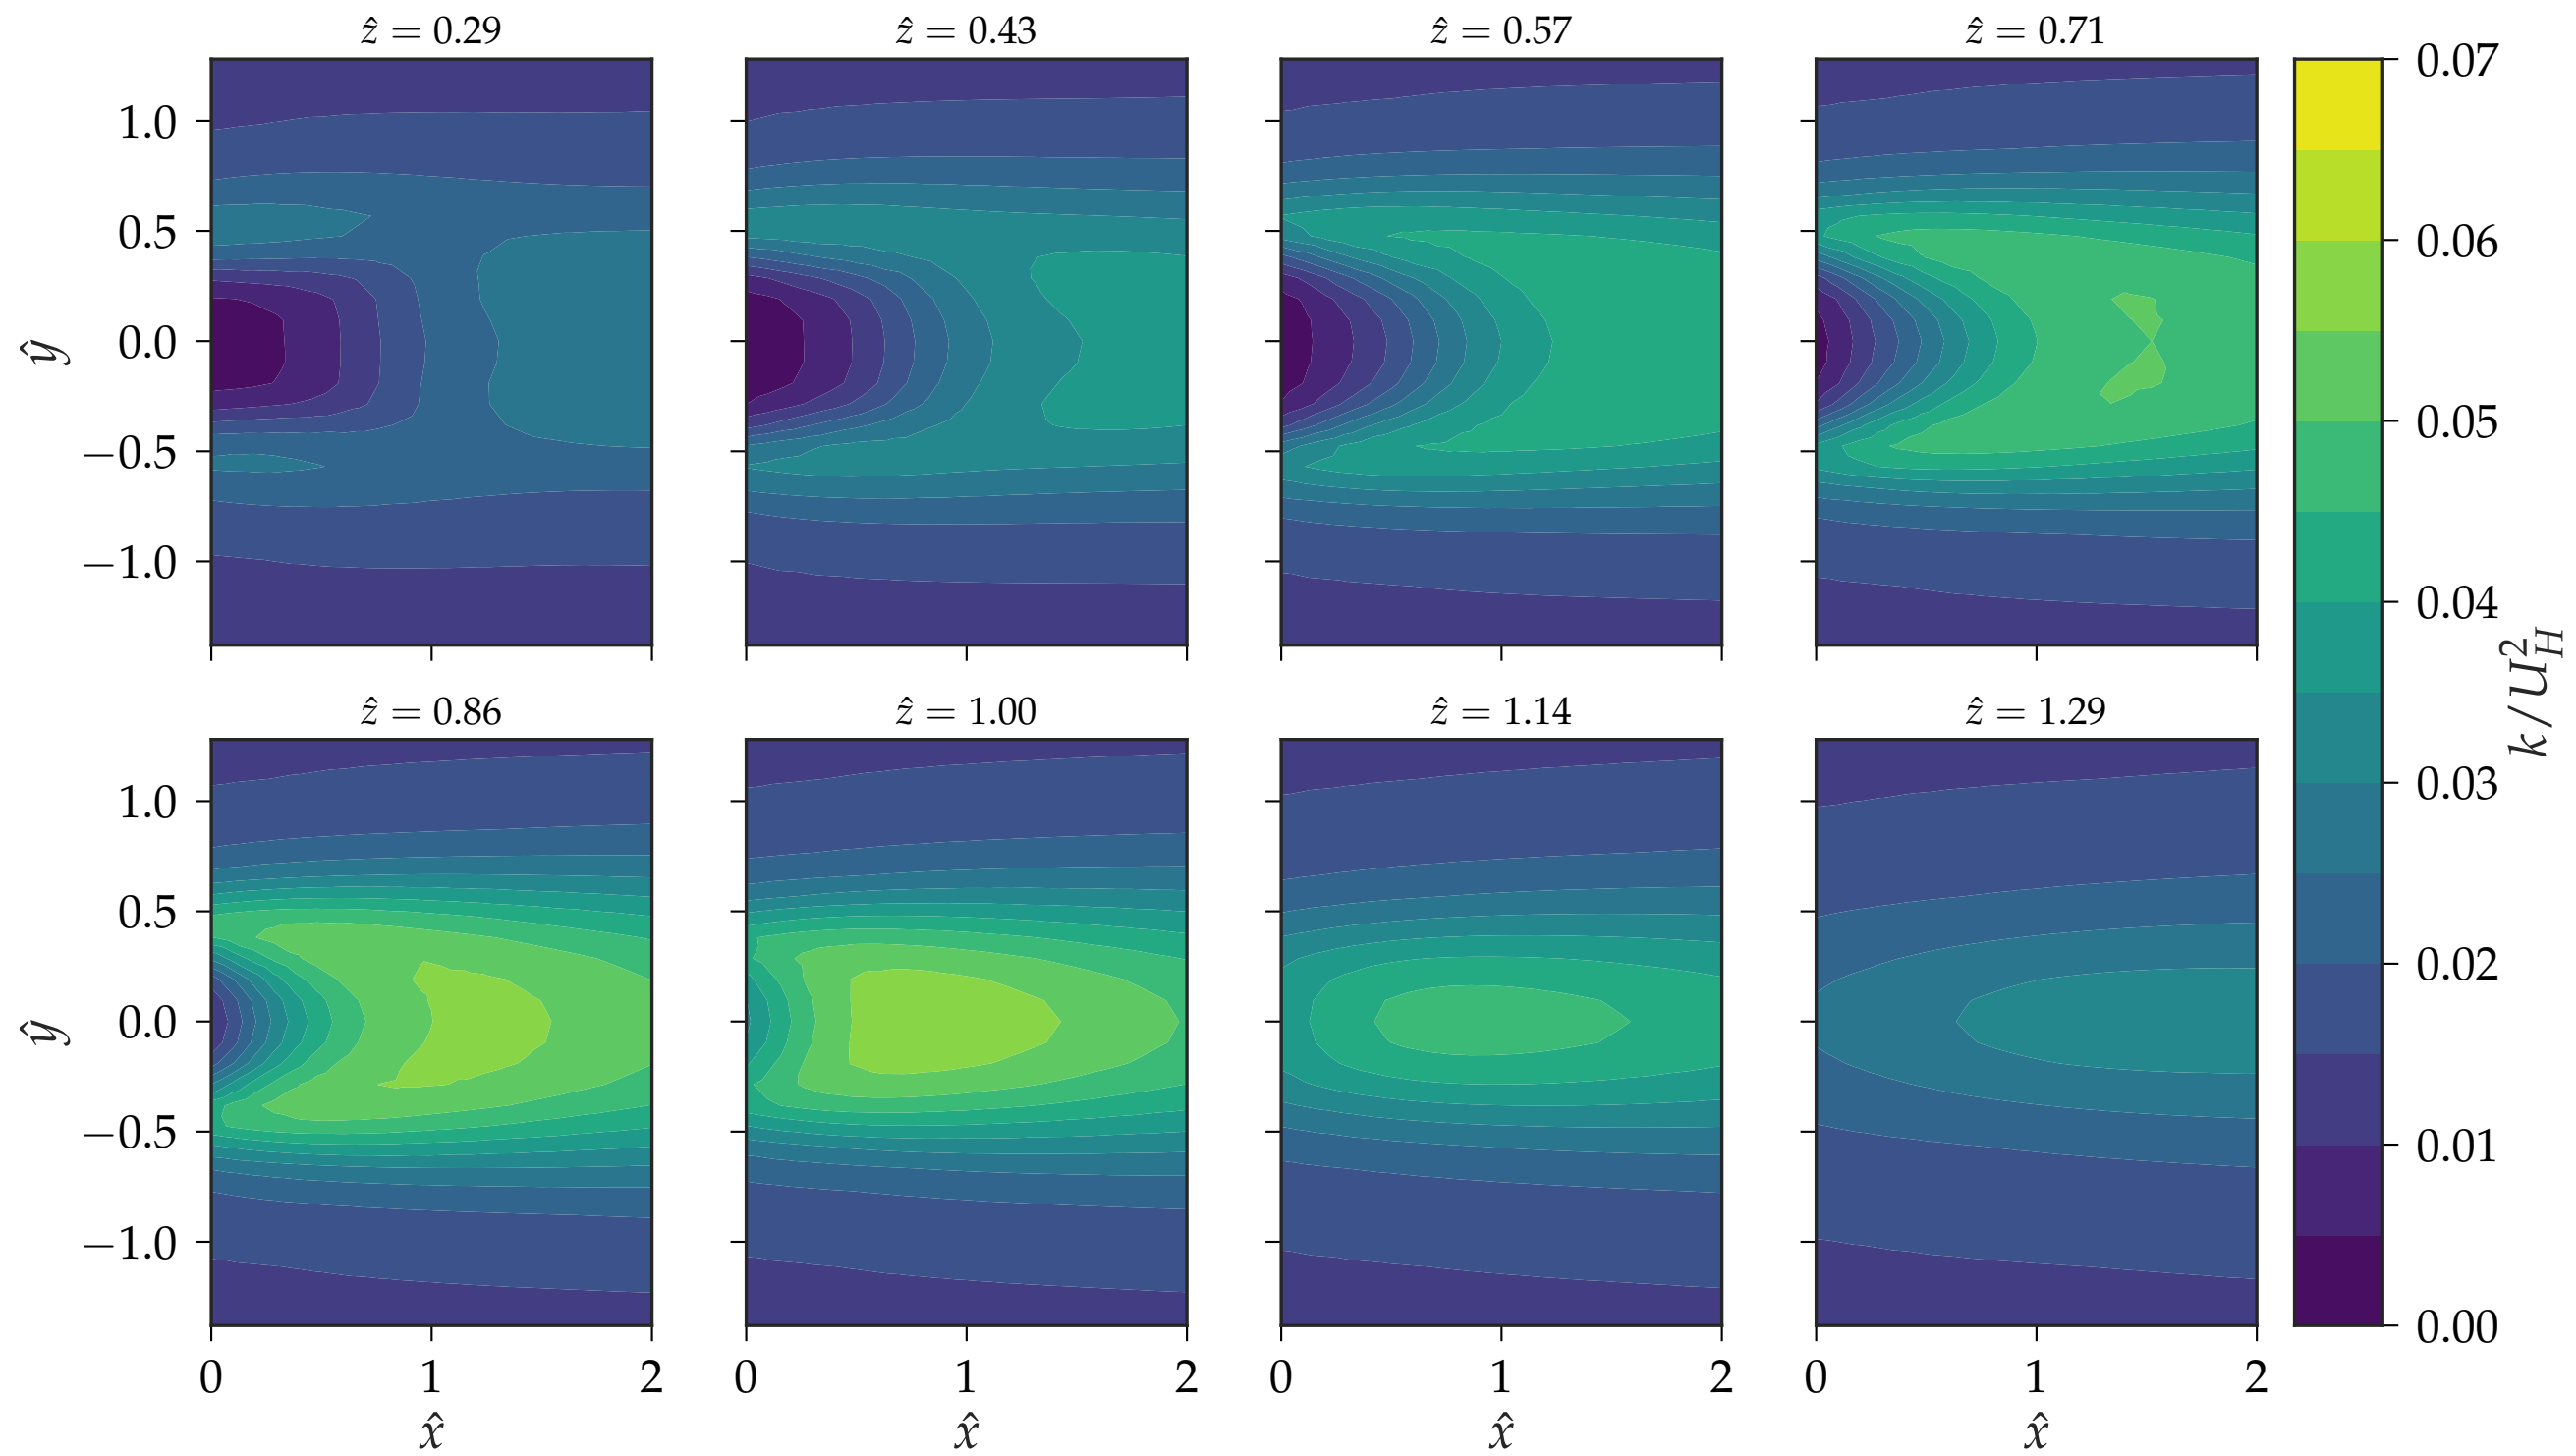 ẑ = 0.29
ẑ = 0.43
ẑ = 0.57
ẑ = 0.71
ŷ
1.0
0.5
0.0
−0.5
−1.0
ẑ = 0.86
ẑ = 1.00
ẑ = 1.14
ẑ = 1.29
ŷ
1.0
0.5
0.0
−0.5
−1.0
0 1 2
0 1 2
0 1 2
0 1 2
x̂
x̂
x̂
x̂
0.07
0.06
0.05
0.04
0.03
0.02
0.01
0.00
k/U_H^2